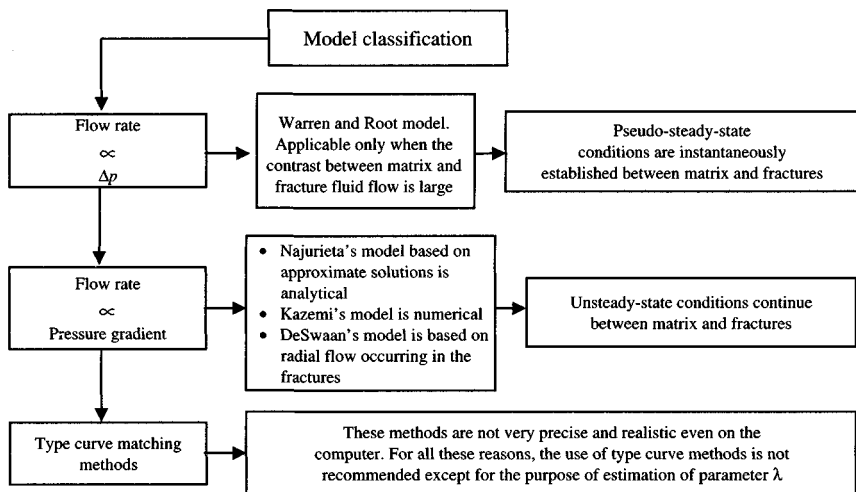 Model classification
Flow rate
∝
Δp
Warren and Root model.
Applicable only when the
contrast between matrix and
fracture fluid flow is large
Pseudo-steady-state
conditions are instantaneously
established between matrix and fractures
Flow rate
∝
Pressure gradient
• Najurieta's model based on
approximate solutions is
analytical
• Kazemi's model is numerical
• DeSwaan's model is based on
radial flow occurring in the
fractures
Unsteady-state conditions continue
between matrix and fractures
Type curve matching
methods
These methods are not very precise and realistic even on the
computer. For all these reasons, the use of type curve methods is not
recommended except for the purpose of estimation of parameter λ